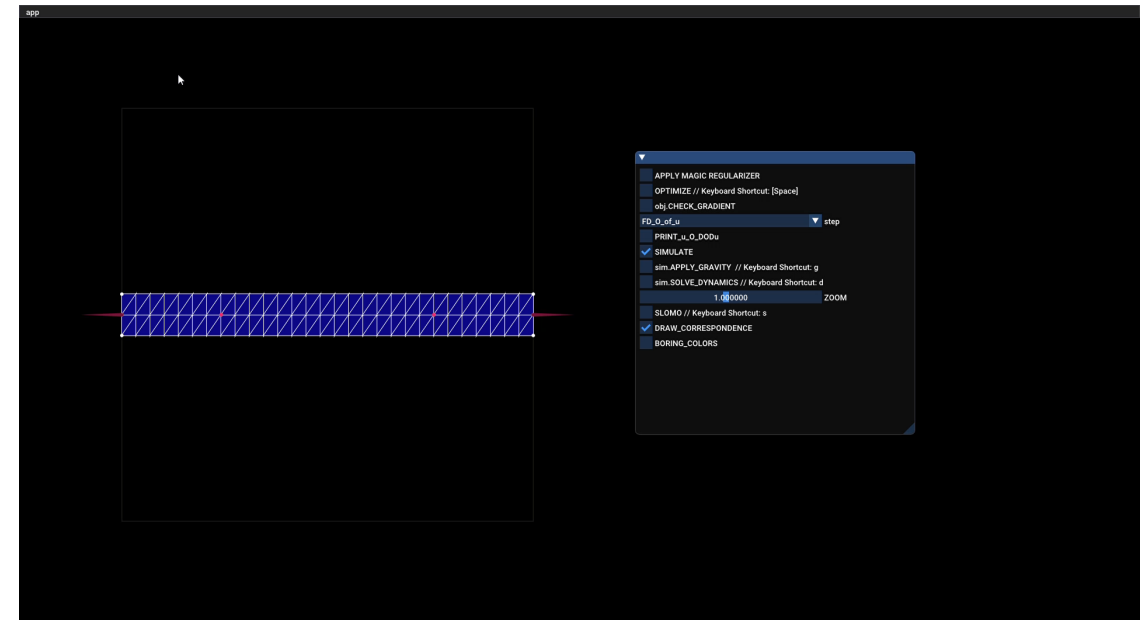 app
APPLY MAGIC REGULARIZER
OPTIMIZE // Keyboard Shortcut: [Space]
obj.CHECK_GRADIENT
FD_O_of_u step
PRINT_u_O_DODu
SIMULATE
sim.APPLY_GRAVITY // Keyboard Shortcut: g
sim.SOLVE_DYNAMICS // Keyboard Shortcut: d
1.000000 ZOOM
SLOMO // Keyboard Shortcut: s
DRAW_CORRESPONDENCE
BORING_COLORS